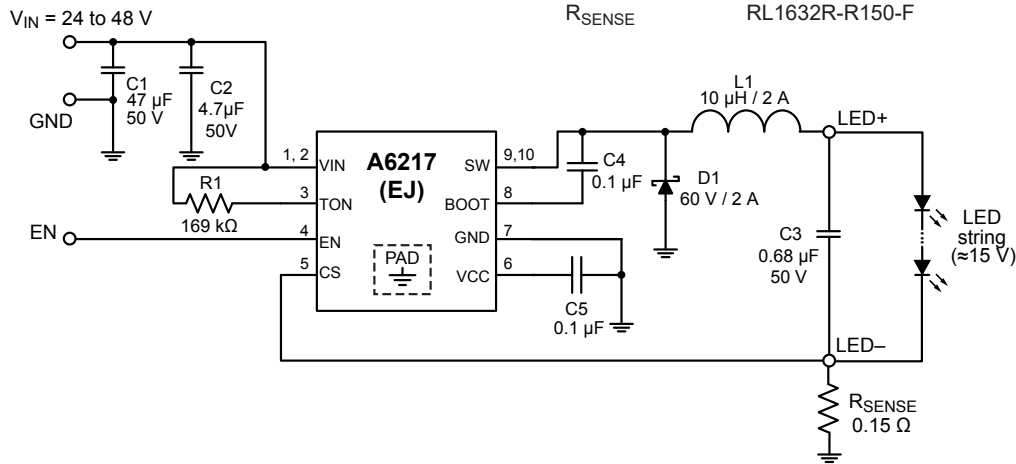 V_IN = 24 to 48 V
R_SENSE RL1632R-R150-F
C1
47 µF
50 V
C2
4.7µF
50V
GND
L1
10 µH / 2 A
LED+
A6217
(EJ)
1, 2 VIN
SW 9,10
C4
0.1 µF
D1
60 V / 2 A
R1
169 kΩ
3 TON
BOOT 8
EN
4 EN
GND 7
5 CS
PAD
VCC 6
C5
0.1 µF
C3
0.68 µF
50 V
LED
string
(≈15 V)
LED–
R_SENSE
0.15 Ω